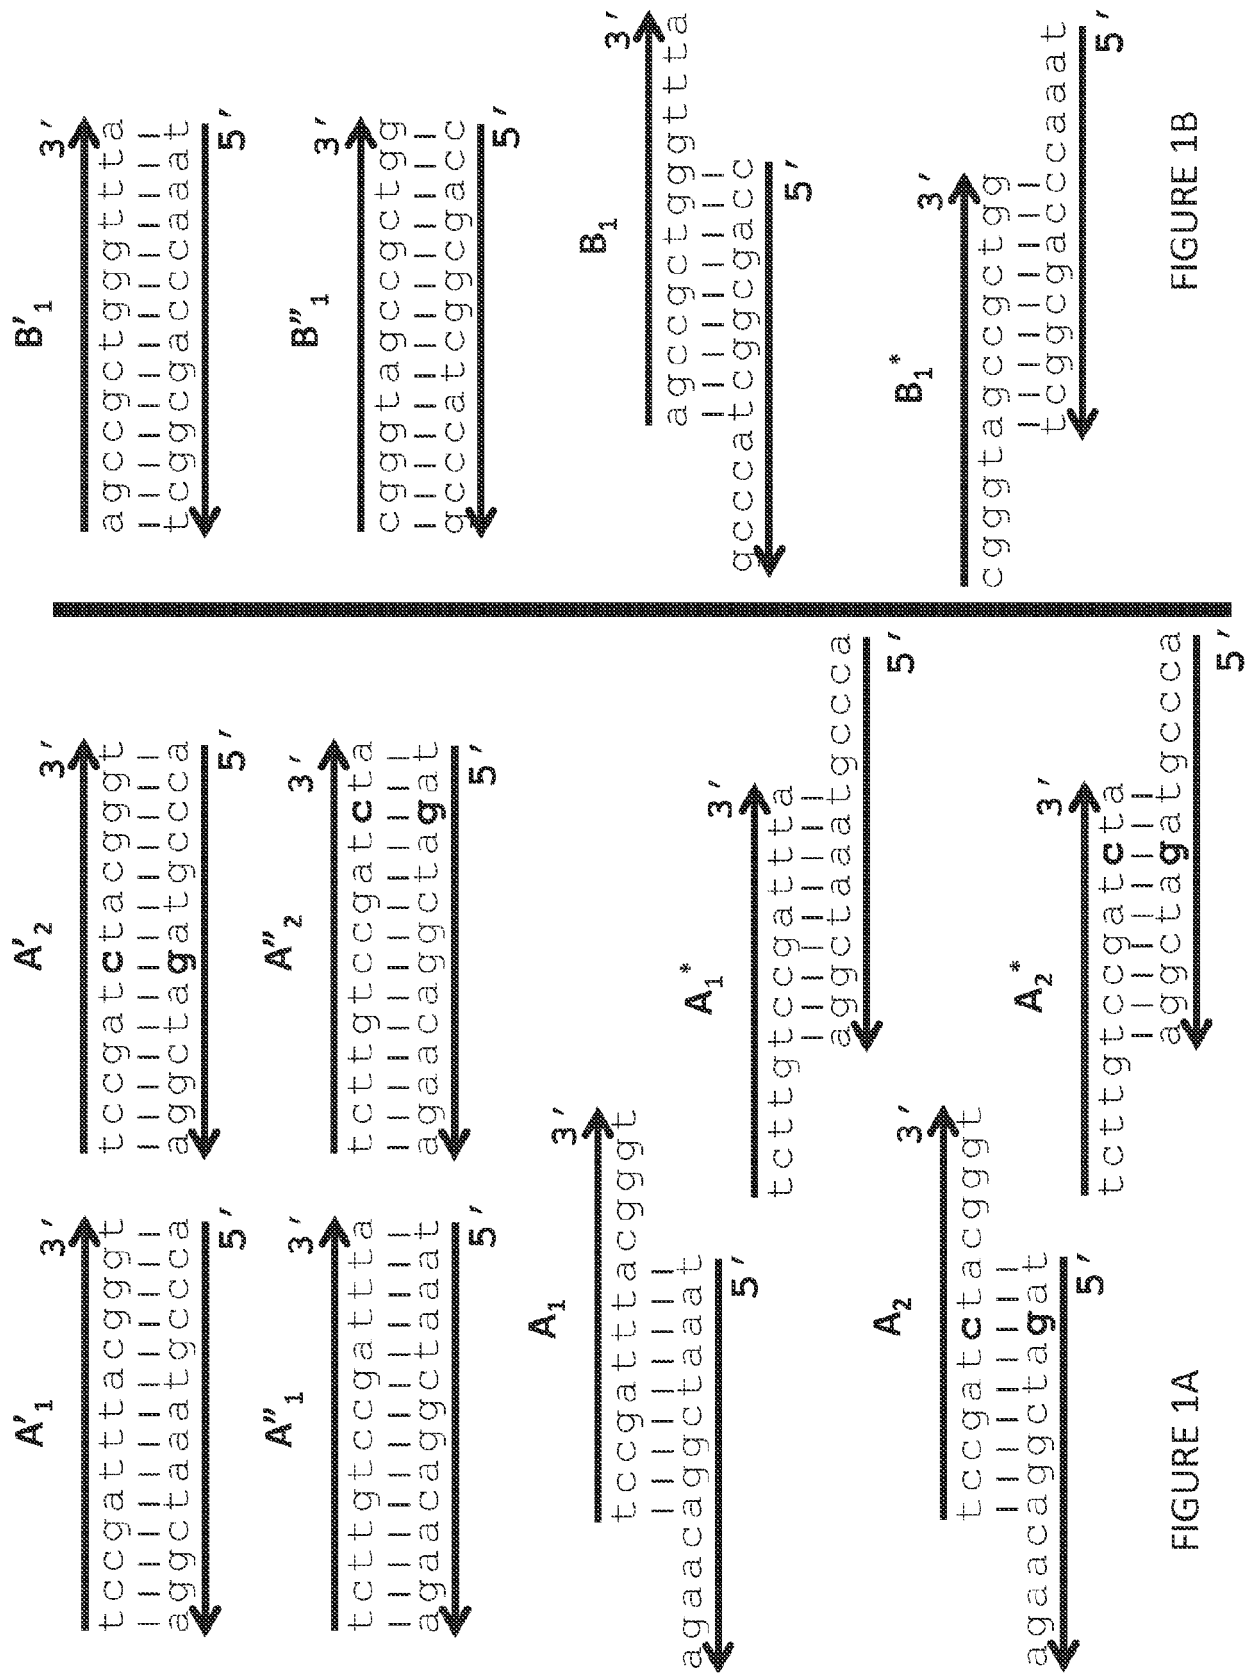 A′1
3′
tccgatttacgggt
aggctaaatgccca
5′
A′2
3′
tccgatctacgggt
aggctagatgccca
5′
A″1
3′
tcttgtccgattta
agaacaggctaaat
5′
A″2
3′
tcttgtccgatcta
agaacaggctagat
5′
A1
3′
tccgatttacgggt
agaacaggctaaat
5′
A1*
3′
tcttgtccgattta
aggctaaatgccca
5′
A2
3′
tccgatctacgggt
agaacaggctagat
5′
A2*
3′
tcttgtccgatcta
aggctagatgccca
5′
FIGURE 1A
B′1
3′
agccgctgggttta
tcggcgacccaaat
5′
B″1
3′
cgggtagccgctgg
gcccatcggcgacc
5′
B1
3′
agccgctgggttta
gcccatcggcgacc
5′
B1*
3′
cgggtagccgctgg
tcggcgacccaaat
5′
FIGURE 1B